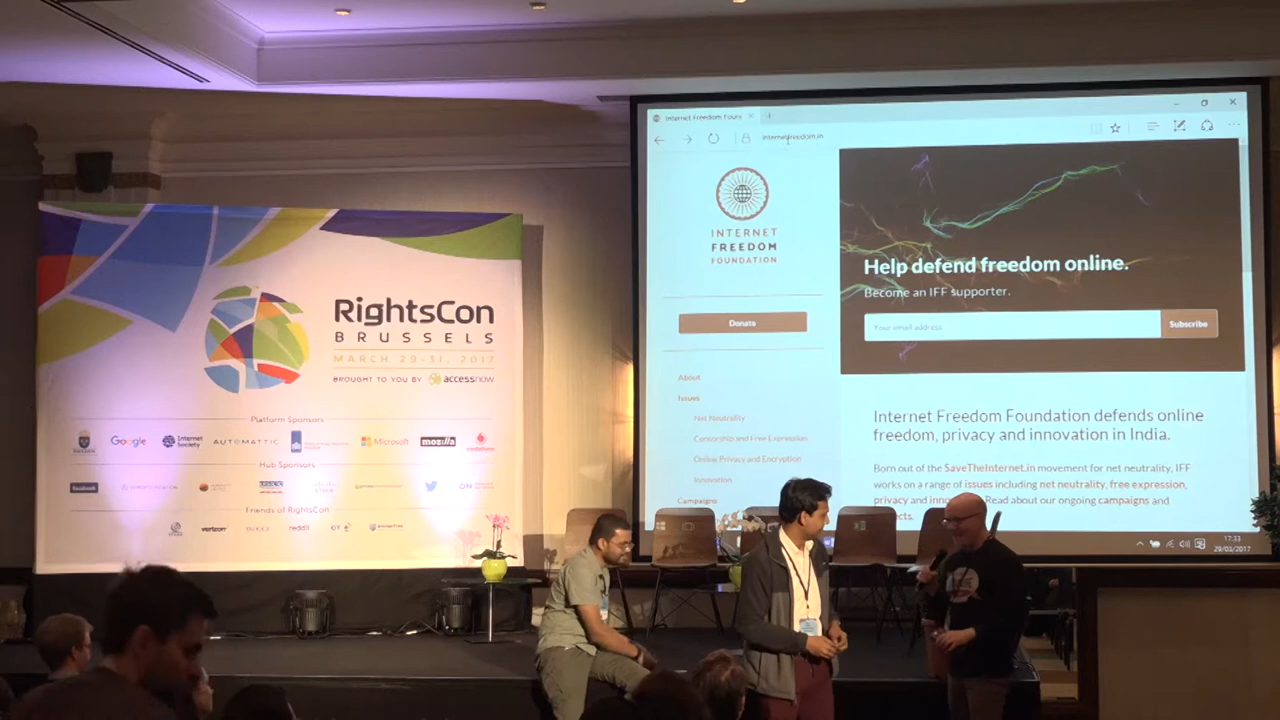 RightsCon
BRUSSELS
MARCH 29-31, 2017
BROUGHT TO YOU BY accessnow
Platform Sponsors
Google
Internet Society
AUTOMATTIC
Microsoft
mozilla
vodafone
Hub Sponsors
facebook
Friends of RightsCon
verizon
reddit
Internet Freedom Foun
internetfreedom.in
INTERNET
FREEDOM
FOUNDATION
Donate
About
Issues
Net Neutrality
Censorship and Free Expression
Online Privacy and Encryption
Innovation
Campaigns
Help defend freedom online.
Become an IFF supporter.
Your email address
Subscribe
Internet Freedom Foundation defends online
freedom, privacy and innovation in India.
Born out of the SaveTheInternet.in movement for net neutrality, IFF
works on a range of issues including net neutrality, free expression,
privacy and Read about our ongoing campaigns and
17:33
29/03/2017